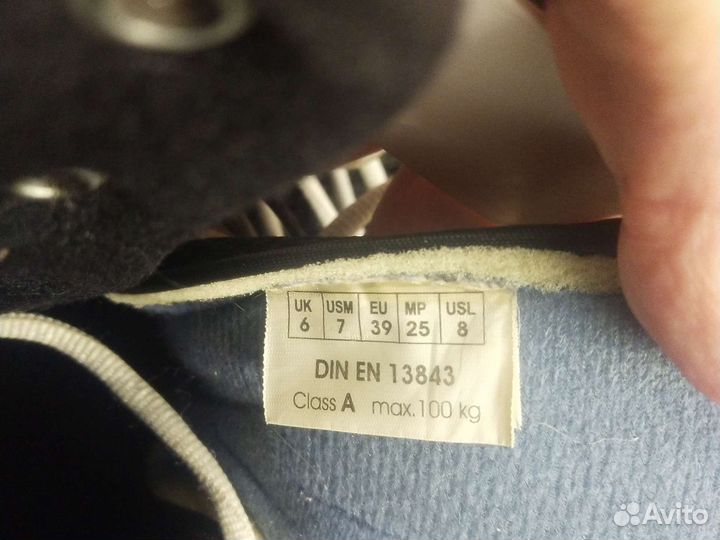 UK USM EU MP USL
6 7 39 25 8
DIN EN 13843
Class A max. 100 kg
Avito